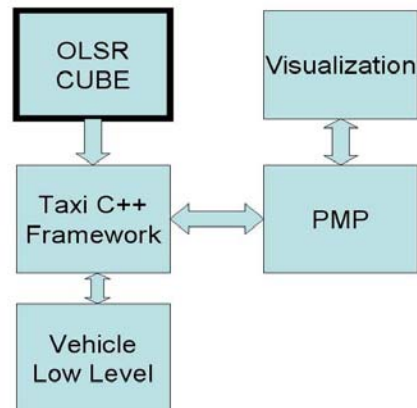 OLSR
CUBE
Visualization
Taxi C++
Framework
PMP
Vehicle
Low Level